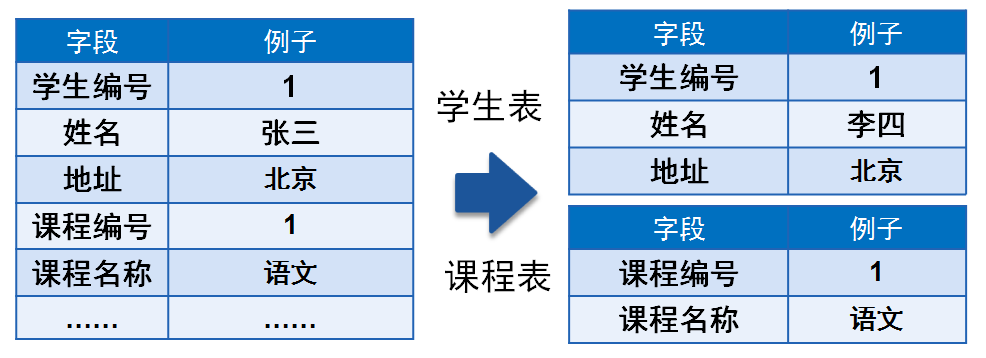 字段 例子
学生编号 1
姓名 张三
地址 北京
课程编号 1
课程名称 语文
…… ……
学生表
课程表
字段 例子
学生编号 1
姓名 李四
地址 北京
字段 例子
课程编号 1
课程名称 语文